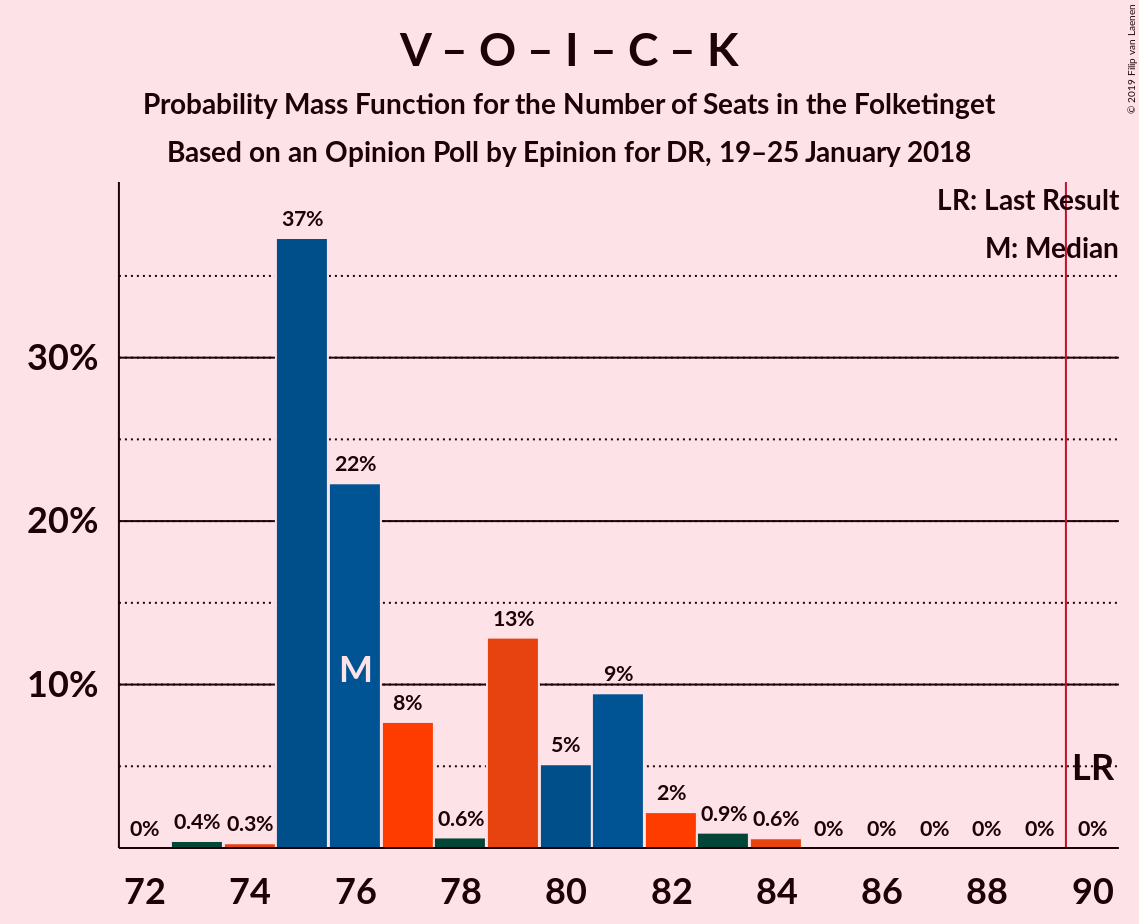 V – O – I – C – K
Probability Mass Function for the Number of Seats in the Folketinget
Based on an Opinion Poll by Epinion for DR, 19–25 January 2018
© 2019 Filip van Laenen
LR: Last Result
M: Median
37%
30%
22%
20%
13%
M
10%
9%
8%
5%
LR
2%
0%
0.4%
0.3%
0.6%
0.9%
0.6%
0%
0%
0%
0%
0%
0%
72 74 76 78 80 82 84 86 88 90